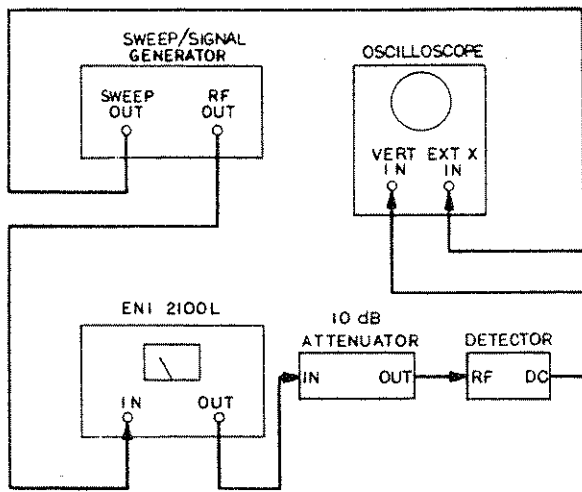 SWEEP/SIGNAL
GENERATOR
SWEEP
OUT
RF
OUT
OSCILLOSCOPE
VERT
IN
EXT X
IN
ENI 2100L
IN
OUT
10 dB
ATTENUATOR
IN
OUT
DETECTOR
RF
DC